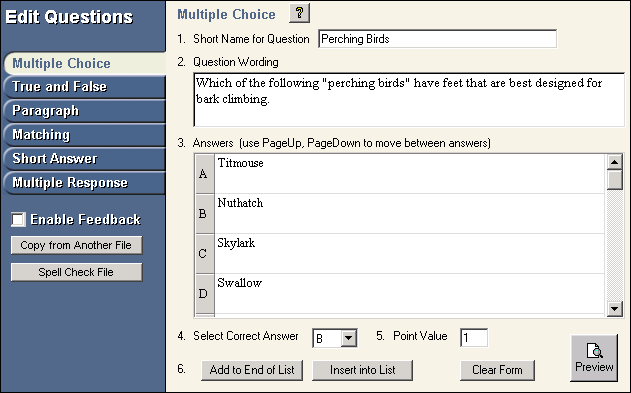 Edit Questions
Multiple Choice
True and False
Paragraph
Matching
Short Answer
Multiple Response
Enable Feedback
Copy from Another File
Spell Check File
Multiple Choice ?
1. Short Name for Question Perching Birds
2. Question Wording
Which of the following "perching birds" have feet that are best designed for
bark climbing.
3. Answers (use PageUp, PageDown to move between answers)
A Titmouse
B Nuthatch
C Skylark
D Swallow
4. Select Correct Answer B 5. Point Value 1
6. Add to End of List Insert into List Clear Form Preview